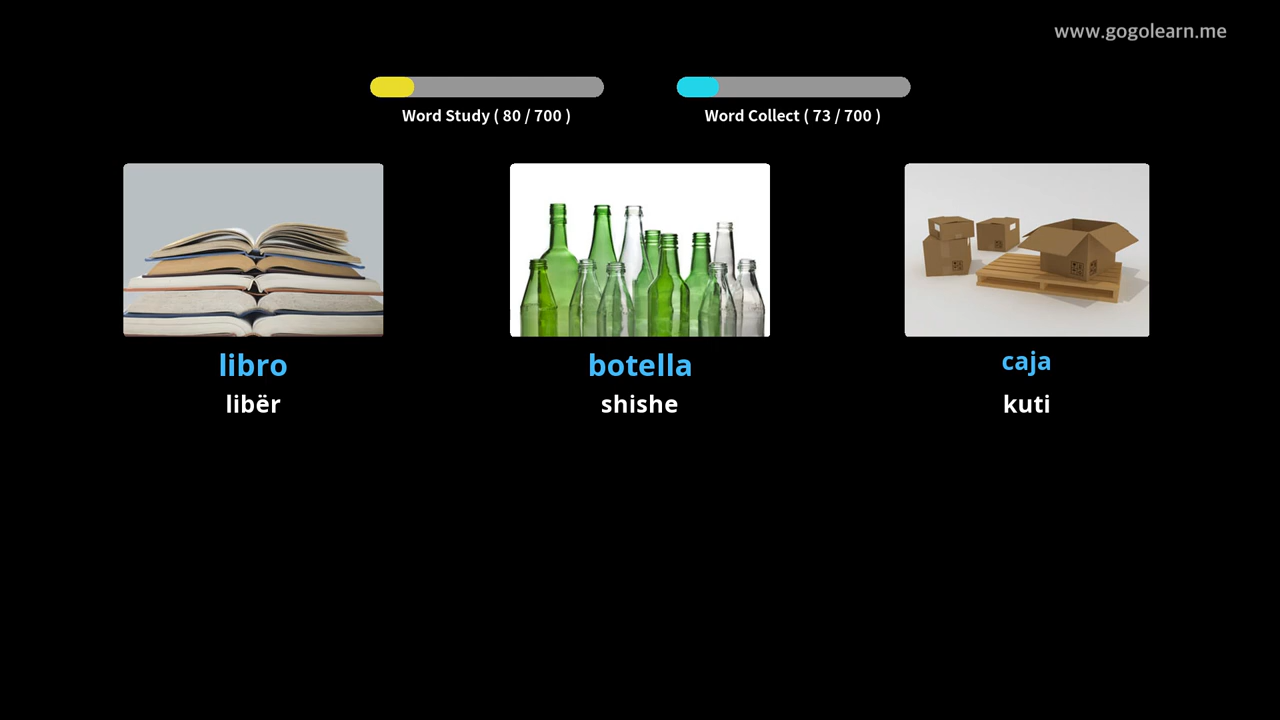 www.gogolearn.me
Word Study ( 80 / 700 )
Word Collect ( 73 / 700 )
libro
botella
caja
libër
shishe
kuti